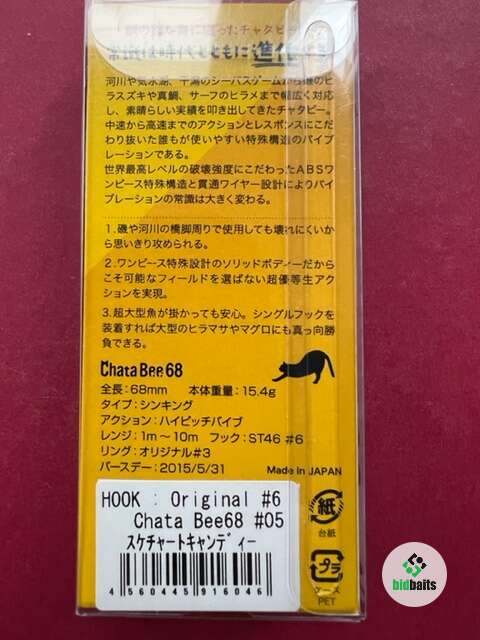 常識は時代とともに進化する
河川や気水湖、干潟のシーバスゲームから磯のヒ
ラスズキや真鯛、サーフのヒラメまで幅広く対応
し、素晴らしい実績を叩き出してきたチャタビー。
中速から高速までのアクションとレスポンスにこだ
わり抜いた誰もが使いやすい特殊構造のバイブ
レーションである。
世界最高レベルの破壊強度にこだわったABSワ
ンピース特殊構造と貫通ワイヤー設計によりバイ
ブレーションの常識は大きく変わる。
1.磯や河川の橋脚周りで使用しても壊れにくいか
ら思いきり攻められる。
2.ワンピース特殊設計のソリッドボディーだから
こそ可能なフィールドを選ばない超優等生アク
ションを実現。
3.超大型魚が掛かっても安心。シングルフックを
装着すれば大型のヒラマサやマグロにも真っ向勝
負できる。
Chata Bee 68
全長：68mm 本体重量：15.4g
タイプ：シンキング
アクション：ハイピッチバイブ
レンジ：1m～10m フック：ST46 #6
リング：オリジナル#3
バースデー：2015/5/31
Made in JAPAN
HOOK : Original #6
Chata Bee68 #05
スケチャートキャンディー
4560445916046
紙
台紙
プラ
ケース
PET
bidbaits